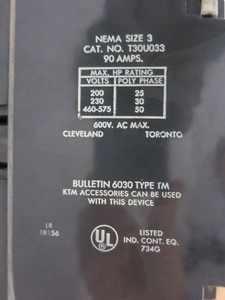 NEMA SIZE 3
CAT. NO. T30U033
90 AMPS.
MAX. HP RATING
VOLTS POLY PHASE
200 25
230 30
460-575 50
600V. AC MAX.
CLEVELAND TORONTO
BULLETIN 6030 TYPE TM
KTM ACCESSORIES CAN BE USED
WITH THIS DEVICE
LR
UL LISTED
IND. CONT. EQ.
734G